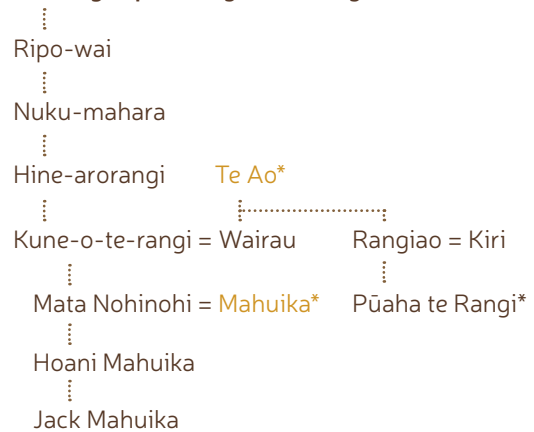 Ripo-wai
Nuku-mahara
Hine-arorangi Te Ao*
Kune-o-te-rangi = Wairau Rangiao = Kiri
Mata Nohinohi = Mahuika* Pūaha te Rangi*
Hoani Mahuika
Jack Mahuika